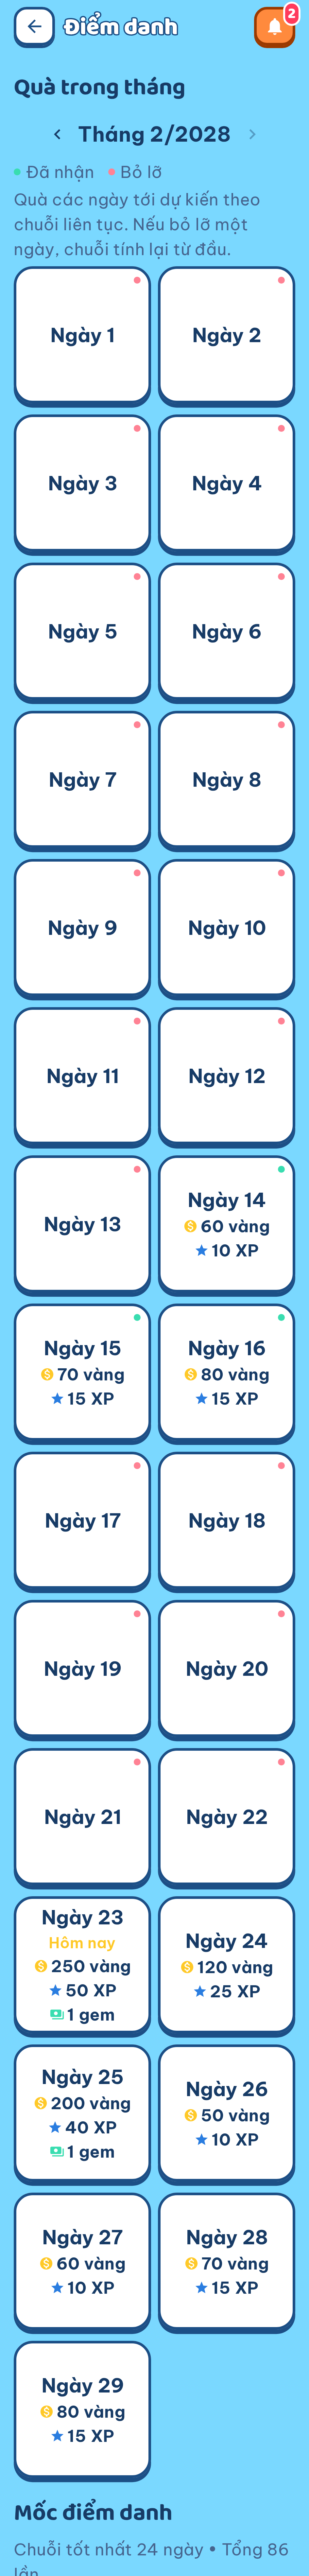 Điểm danh
2
Quà trong tháng
Tháng 2/2028
Đã nhận
Bỏ lỡ
Quà các ngày tới dự kiến theo
chuỗi liên tục. Nếu bỏ lỡ một
ngày, chuỗi tính lại từ đầu.
Ngày 1
Ngày 2
Ngày 3
Ngày 4
Ngày 5
Ngày 6
Ngày 7
Ngày 8
Ngày 9
Ngày 10
Ngày 11
Ngày 12
Ngày 13
Ngày 14
60 vàng
10 XP
Ngày 15
70 vàng
15 XP
Ngày 16
80 vàng
15 XP
Ngày 17
Ngày 18
Ngày 19
Ngày 20
Ngày 21
Ngày 22
Ngày 23
Hôm nay
250 vàng
50 XP
1 gem
Ngày 24
120 vàng
25 XP
Ngày 25
200 vàng
40 XP
1 gem
Ngày 26
50 vàng
10 XP
Ngày 27
60 vàng
10 XP
Ngày 28
70 vàng
15 XP
Ngày 29
80 vàng
15 XP
Mốc điểm danh
Chuỗi tốt nhất 24 ngày • Tổng 86
lần